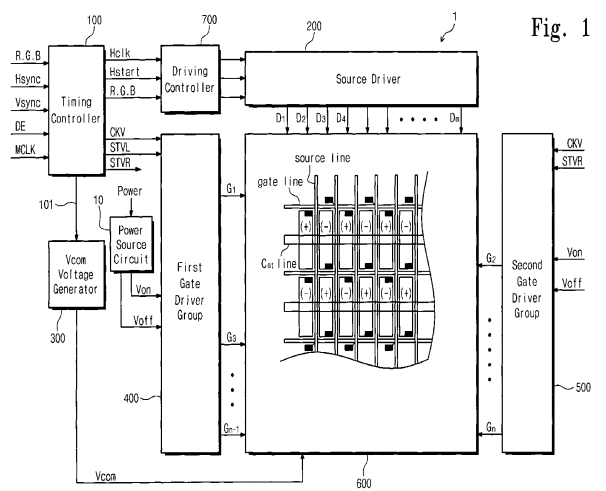 Fig. 1
100
700
200
1
R.G.B
Hsync
Vsync
DE
MCLK
Timing
Controller
Hclk
Hstart
R.G.B
CKV
STVL
STVR
Driving
Controller
Source Driver
D1 D2 D3 D4 Dm
101
Power
10
Power
Source
Circuit
Von
Voff
Vcom
Voltage
Generator
300
First
Gate
Driver
Group
400
G1
G3
Gn-1
source line
gate line
Cst line
(+) (-) (+) (-) (+) (-)
(-) (+) (-) (+) (-) (+)
G2
Gn
Second
Gate
Driver
Group
CKV
STVR
Von
Voff
500
Vcom
600